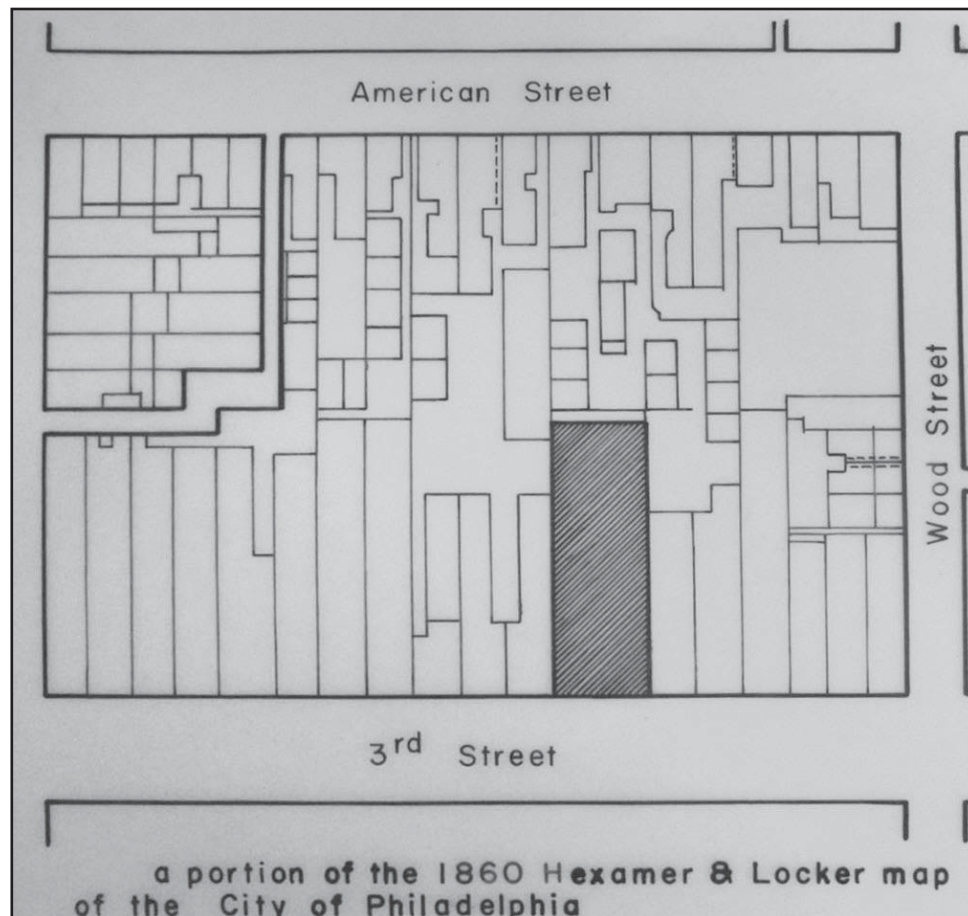 American Street
Wood Street
3rd Street
a portion of the 1860 Hexamer & Locker map
of the City of Philadelphia